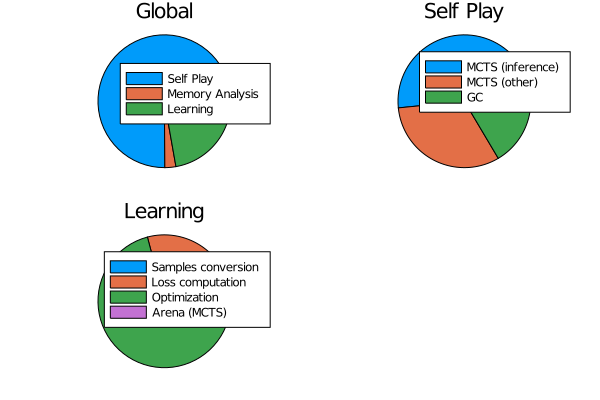 Global
Self Play
Memory Analysis
Learning
Self Play
MCTS (inference)
MCTS (other)
GC
Learning
Samples conversion
Loss computation
Optimization
Arena (MCTS)